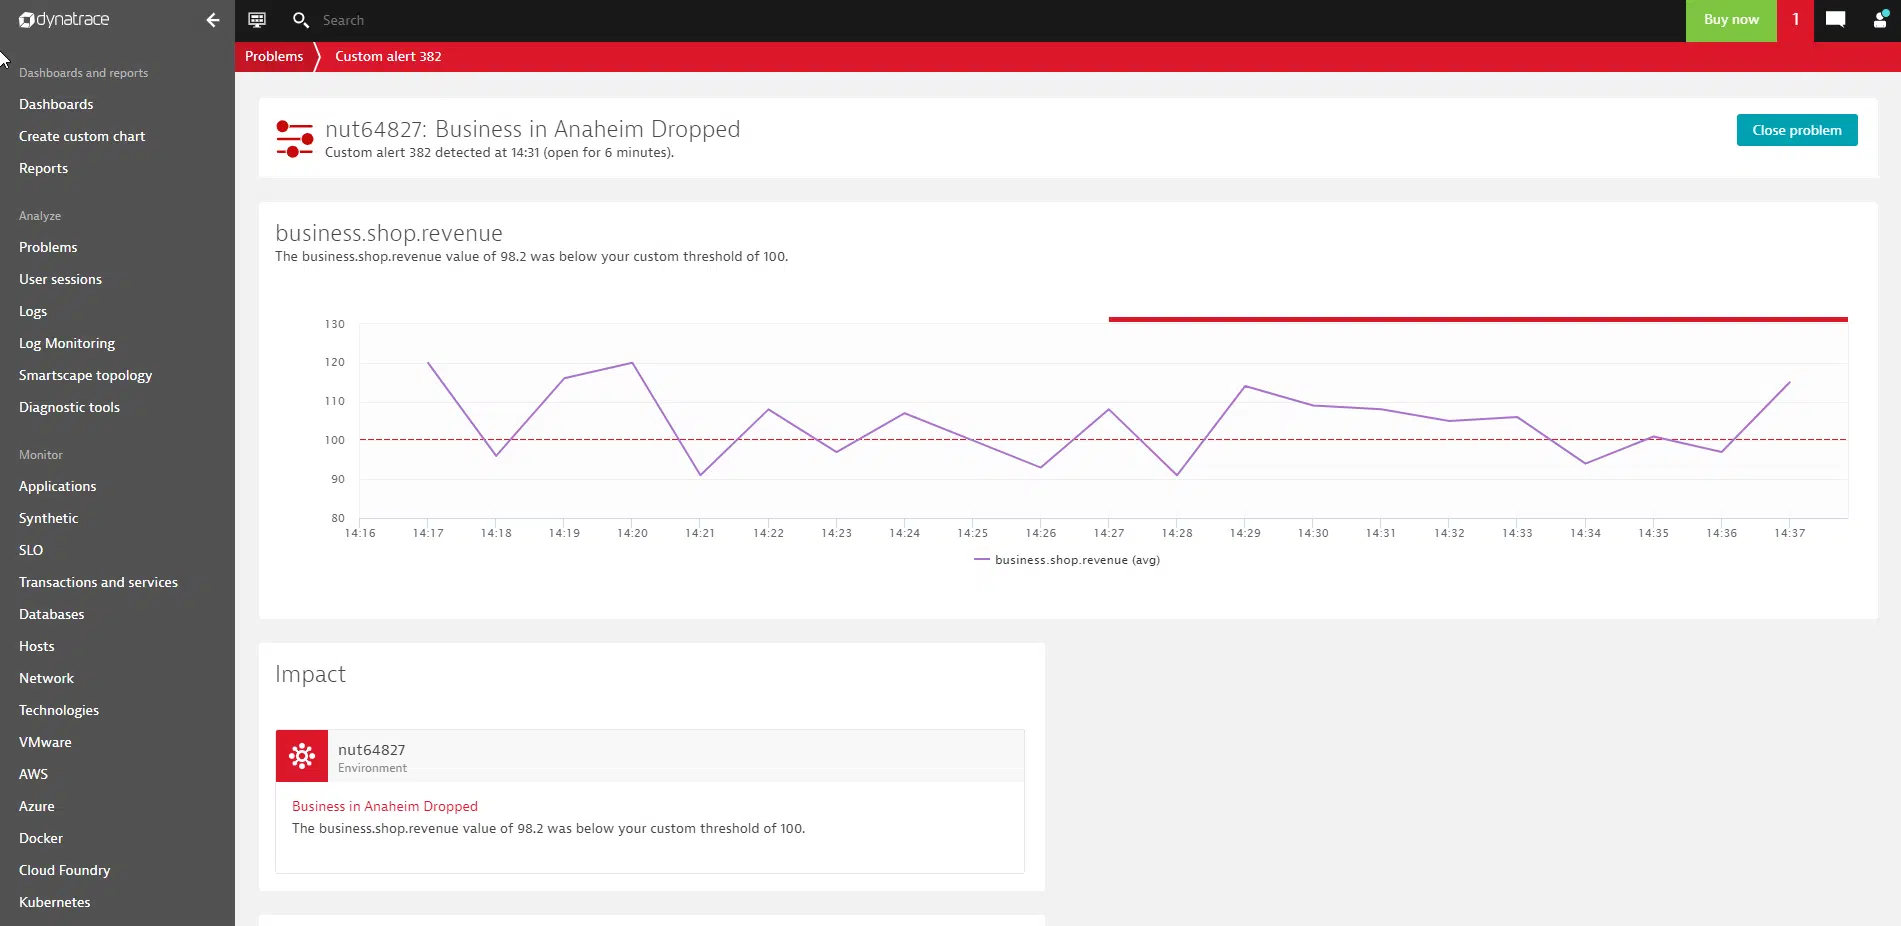 dynatrace
Search
Buy now
1
Problems
Custom alert 382
Dashboards and reports
Dashboards
Create custom chart
Reports
Analyze
Problems
User sessions
Logs
Log Monitoring
Smartscape topology
Diagnostic tools
Monitor
Applications
Synthetic
SLO
Transactions and services
Databases
Hosts
Network
Technologies
VMware
AWS
Azure
Docker
Cloud Foundry
Kubernetes
nut64827: Business in Anaheim Dropped
Custom alert 382 detected at 14:31 (open for 6 minutes).
Close problem
business.shop.revenue
The business.shop.revenue value of 98.2 was below your custom threshold of 100.
130
120
110
100
90
80
14:16 14:17 14:18 14:19 14:20 14:21 14:22 14:23 14:24 14:25 14:26 14:27 14:28 14:29 14:30 14:31 14:32 14:33 14:34 14:35 14:36 14:37
business.shop.revenue (avg)
Impact
nut64827
Environment
Business in Anaheim Dropped
The business.shop.revenue value of 98.2 was below your custom threshold of 100.